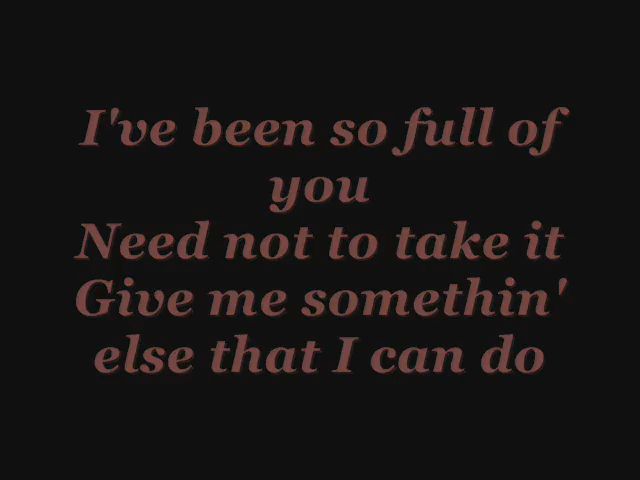 I've been so full of
you
Need not to take it
Give me somethin'
else that I can do